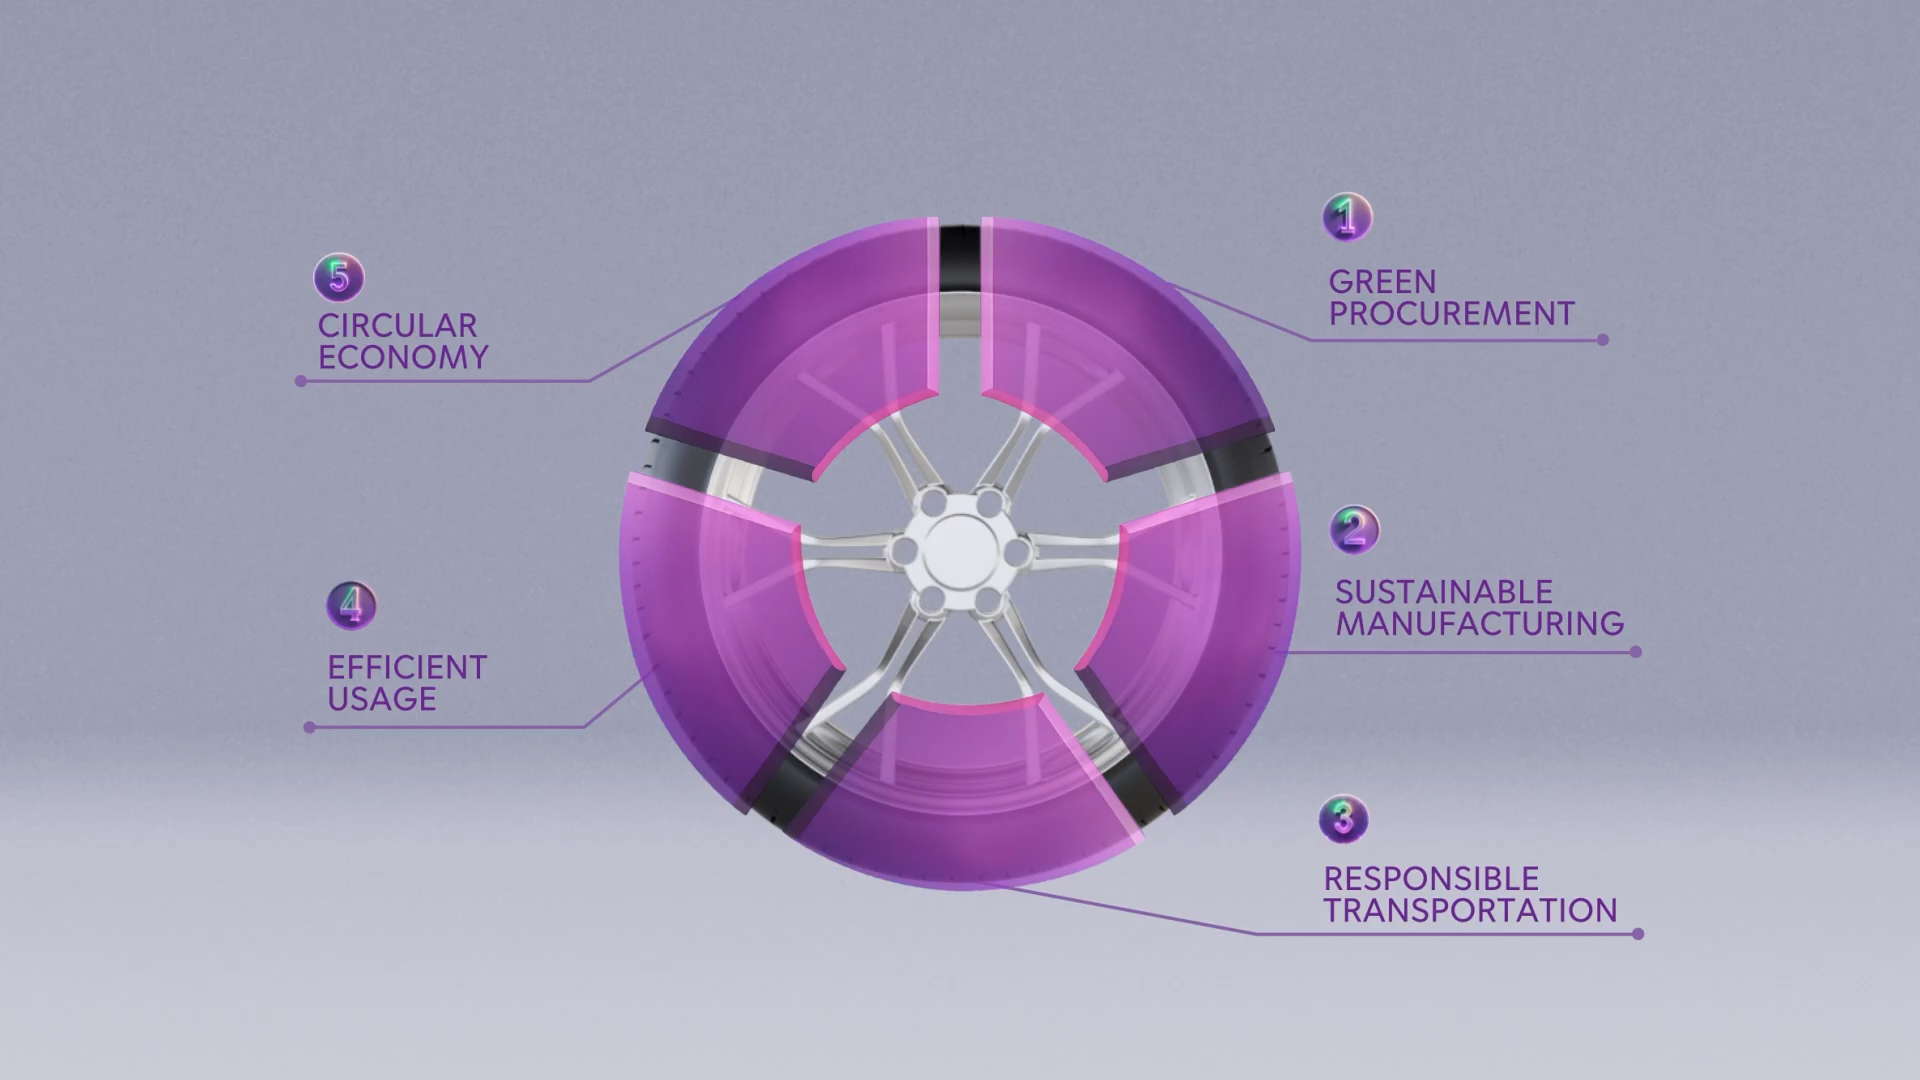 1
GREEN
PROCUREMENT
2
SUSTAINABLE
MANUFACTURING
3
RESPONSIBLE
TRANSPORTATION
4
EFFICIENT
USAGE
5
CIRCULAR
ECONOMY